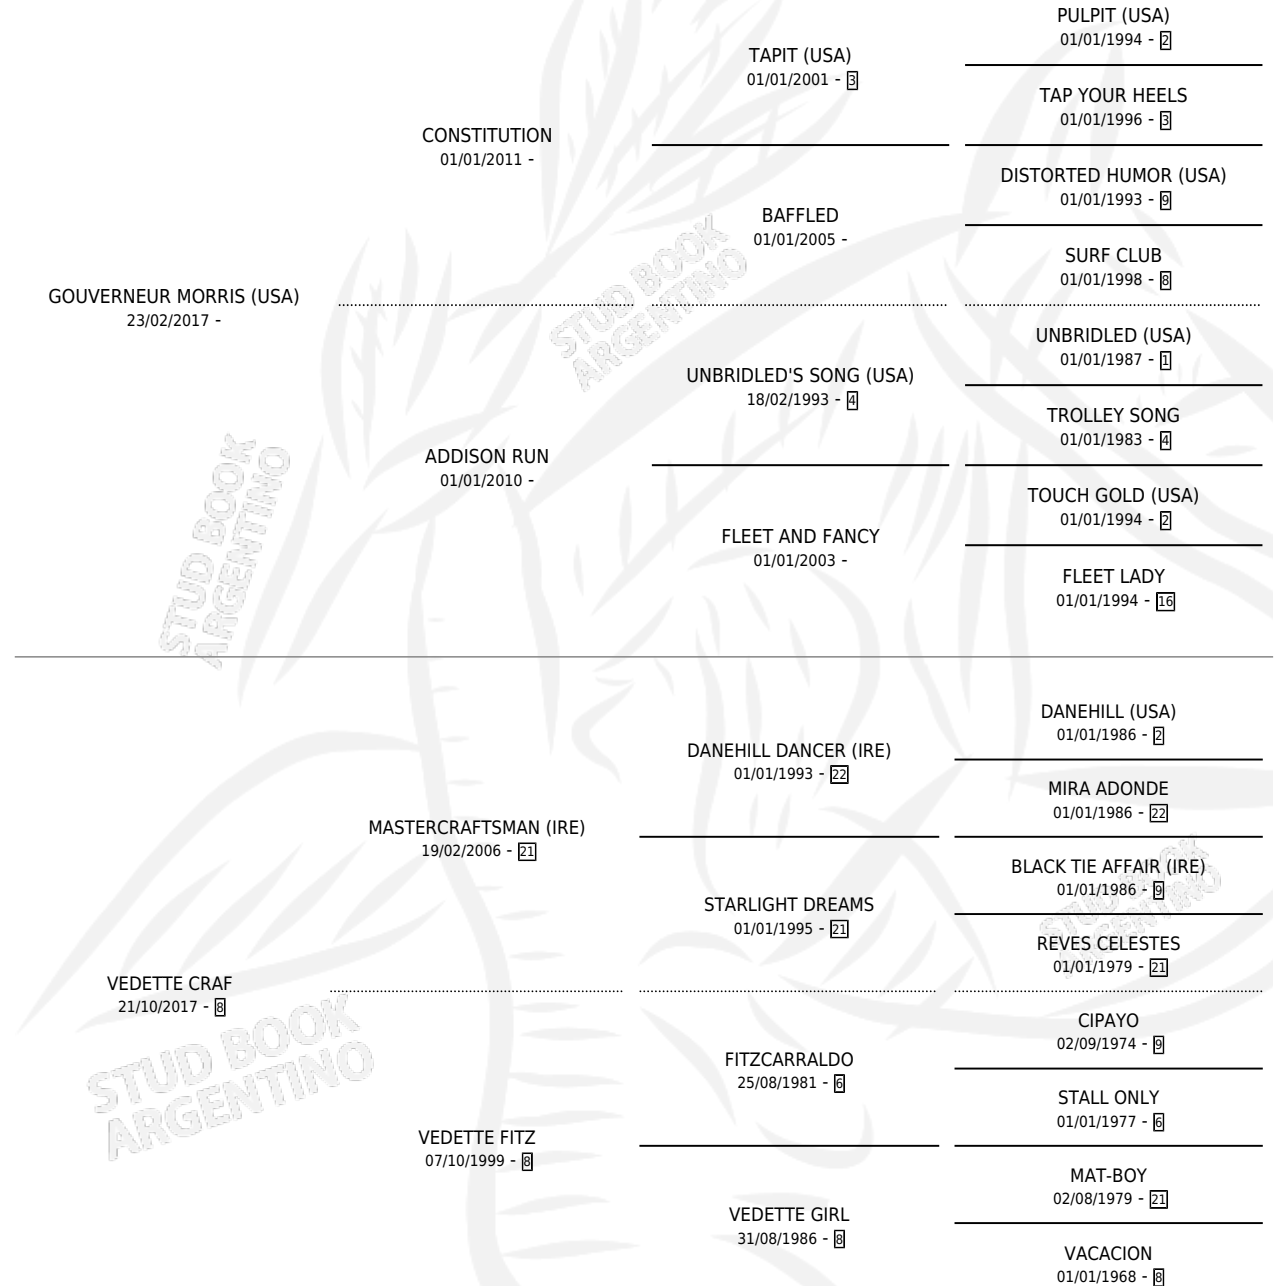 PULPIT (USA)
01/01/1994 - 2
TAPIT (USA)
01/01/2001 - 3
TAP YOUR HEELS
01/01/1996 - 3
CONSTITUTION
01/01/2011 -
DISTORTED HUMOR (USA)
01/01/1993 - 9
BAFFLED
01/01/2005 -
SURF CLUB
01/01/1998 - 8
GOUVERNEUR MORRIS (USA)
23/02/2017 -
STUD BOOK
ARGENTINO
UNBRIDLED (USA)
01/01/1987 - 1
UNBRIDLED'S SONG (USA)
18/02/1993 - 4
TROLLEY SONG
01/01/1983 - 4
ADDISON RUN
01/01/2010 -
TOUCH GOLD (USA)
01/01/1994 - 2
FLEET AND FANCY
01/01/2003 -
FLEET LADY
01/01/1994 - 16
STUD BOOK
ARGENTINO
DANEHILL (USA)
01/01/1986 - 2
DANEHILL DANCER (IRE)
01/01/1993 - 22
MIRA ADONDE
01/01/1986 - 22
MASTERCRAFTSMAN (IRE)
19/02/2006 - 21
BLACK TIE AFFAIR (IRE)
01/01/1986 - 9
STARLIGHT DREAMS
01/01/1995 - 21
REVES CELESTES
01/01/1979 - 21
STUD BOOK
ARGENTINO
VEDETTE CRAF
21/10/2017 - 8
CIPAYO
02/09/1974 - 9
FITZCARRALDO
25/08/1981 - 6
STALL ONLY
01/01/1977 - 6
STUD BOOK
ARGENTINO
VEDETTE FITZ
07/10/1999 - 8
MAT-BOY
02/08/1979 - 21
VEDETTE GIRL
31/08/1986 - 8
VACACION
01/01/1968 - 8